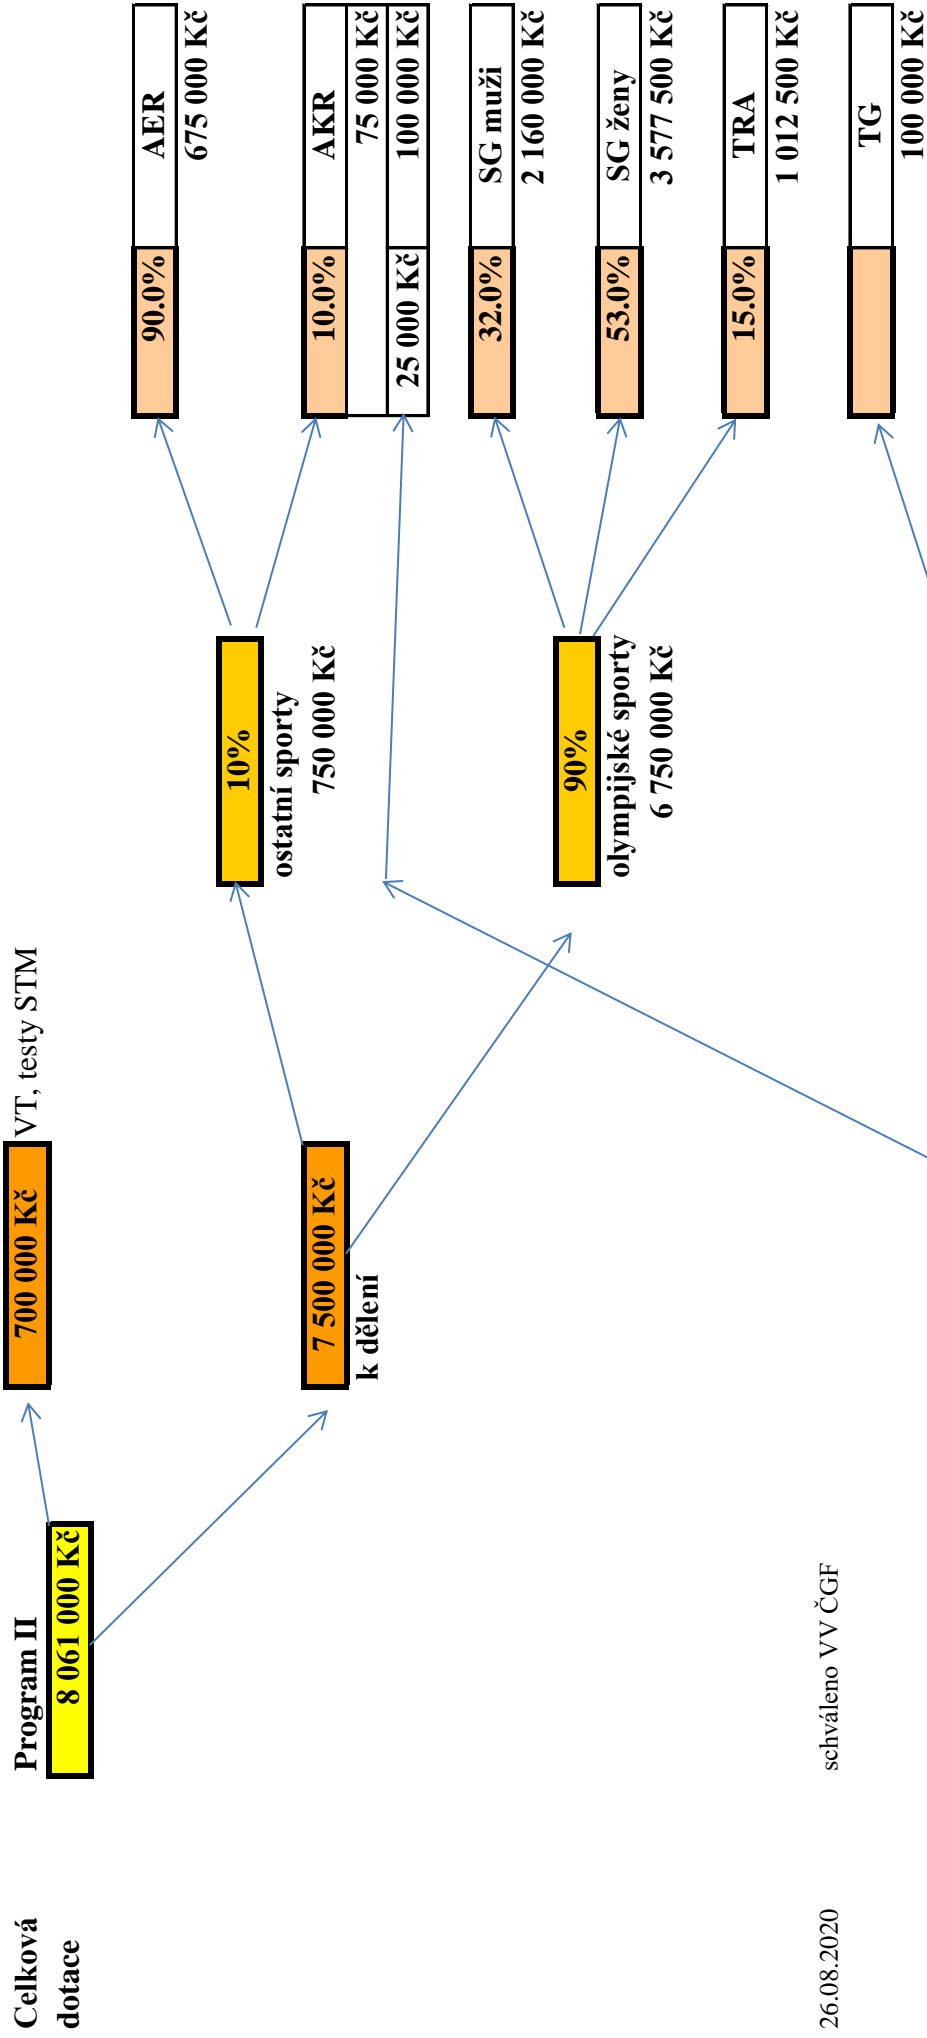 Celková Program II 700 000 Kč VT, testy STM
dotace 8 061 000 Kč
90.0% AER
675 000 Kč
10%
ostatní sporty
7 500 000 Kč 750 000 Kč 10.0% AKR
k dělení 75 000 Kč
25 000 Kč 100 000 Kč
32.0% SG muži
2 160 000 Kč
90%
olympijské sporty 53.0% SG ženy
6 750 000 Kč 3 577 500 Kč
15.0% TRA
1 012 500 Kč
26.08.2020 schváleno VV ČGF
TG
100 000 Kč